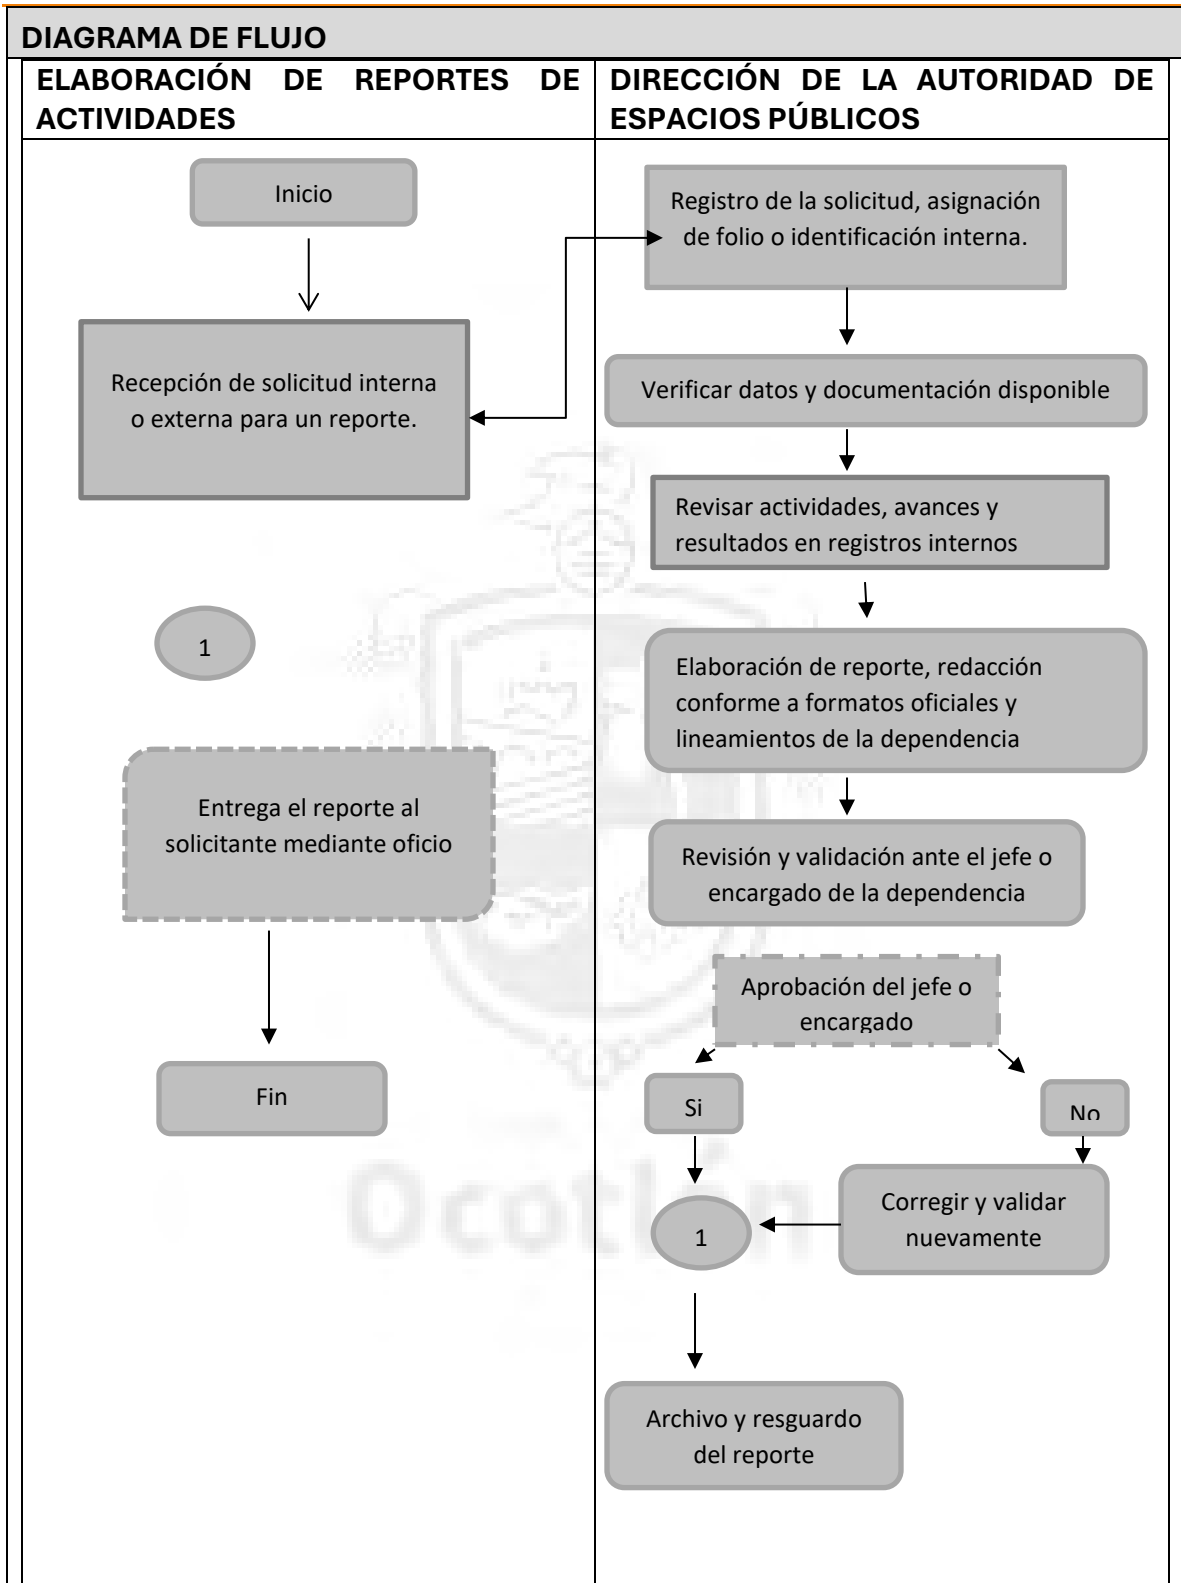 DIAGRAMA DE FLUJO
ELABORACIÓN DE REPORTES DE
ACTIVIDADES
DIRECCIÓN DE LA AUTORIDAD DE
ESPACIOS PÚBLICOS
Inicio
Recepción de solicitud interna
o externa para un reporte.
1
Entrega el reporte al
solicitante mediante oficio
Fin
Registro de la solicitud, asignación
de folio o identificación interna.
Verificar datos y documentación disponible
Revisar actividades, avances y
resultados en registros internos
Elaboración de reporte, redacción
conforme a formatos oficiales y
lineamientos de la dependencia
Revisión y validación ante el jefe o
encargado de la dependencia
Aprobación del jefe o
encargado
Si
No
Corregir y validar
nuevamente
1
Archivo y resguardo
del reporte
Ocotlán